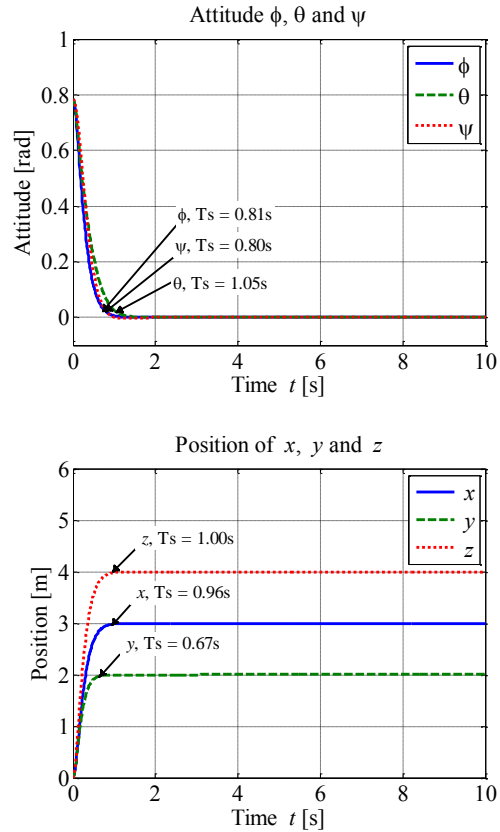 Attitude ϕ, θ and ψ
1
0.8
0.6
0.4
0.2
0
Attitude [rad]
ϕ
θ
ψ
ϕ, Ts = 0.81s
ψ, Ts = 0.80s
θ, Ts = 1.05s
0 2 4 6 8 10
Time t [s]
Position of x, y and z
6
5
4
3
2
1
0
Position [m]
x
y
z
z, Ts = 1.00s
x, Ts = 0.96s
y, Ts = 0.67s
0 2 4 6 8 10
Time t [s]